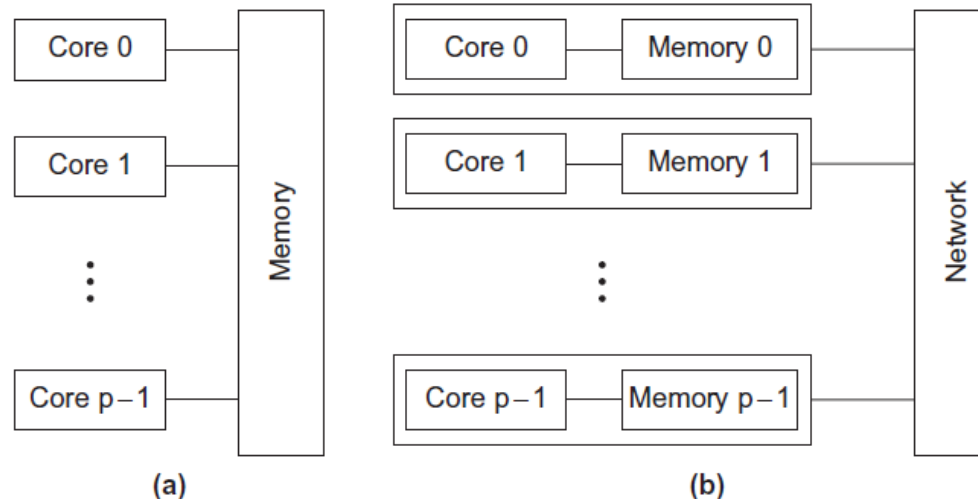 Core 0
Core 1
Core p−1
Memory
(a)
Core 0
Memory 0
Core 1
Memory 1
Core p−1
Memory p−1
Network
(b)